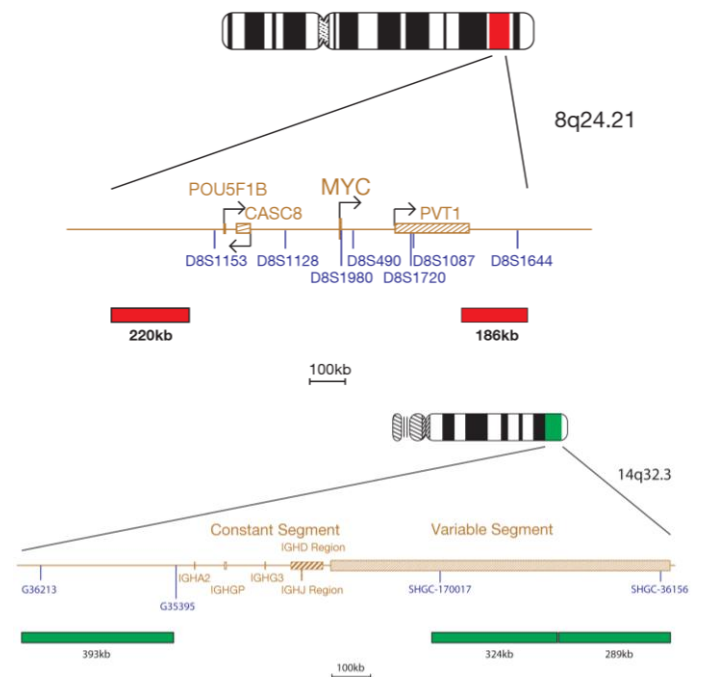 8q24.21
MYC
POU5F1B
CASC8
PVT1
D8S1153 D8S1128 D8S490 D8S1087 D8S1644
D8S1980 D8S1720
220kb
186kb
100kb
14q32.3
Constant Segment
Variable Segment
IGHD Region
IGHA2
IGHG3
IGHGP
IGHJ Region
G36213
SHGC-170017
SHGC-36156
G35395
393kb
324kb
289kb
100kb